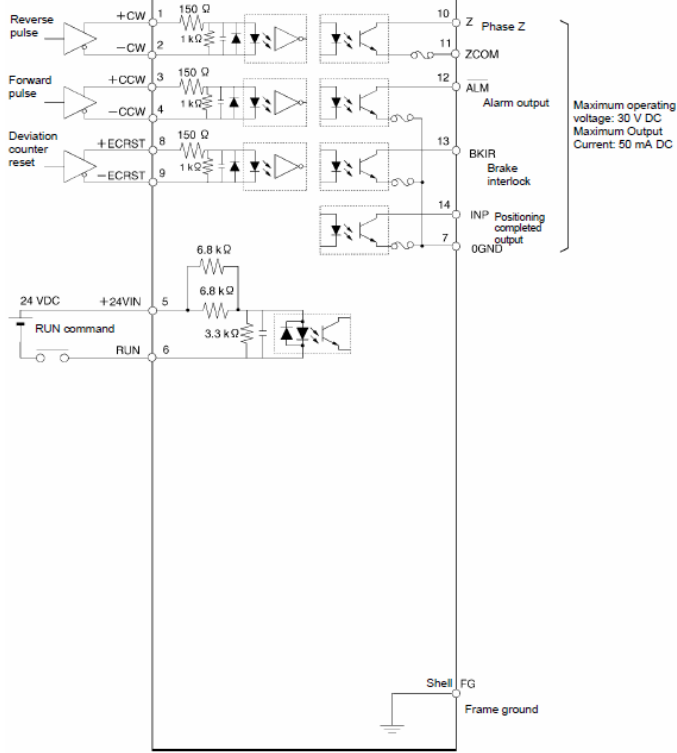 Reverse
pulse
+CW
1
150 Ω
1 kΩ
−CW
2
10
Z
Phase Z
11
ZCOM
Forward
pulse
+CCW
3
150 Ω
1 kΩ
−CCW
4
12
ALM
Alarm output
Deviation
counter
reset
+ECRST
8
150 Ω
1 kΩ
−ECRST
9
13
BKIR
Brake
interlock
14
INP
Positioning
completed
output
7
0GND
Maximum operating
voltage: 30 V DC
Maximum Output
Current: 50 mA DC
6.8 kΩ
6.8 kΩ
24 VDC
+24VIN
5
3.3 kΩ
RUN command
RUN
6
Shell
FG
Frame ground